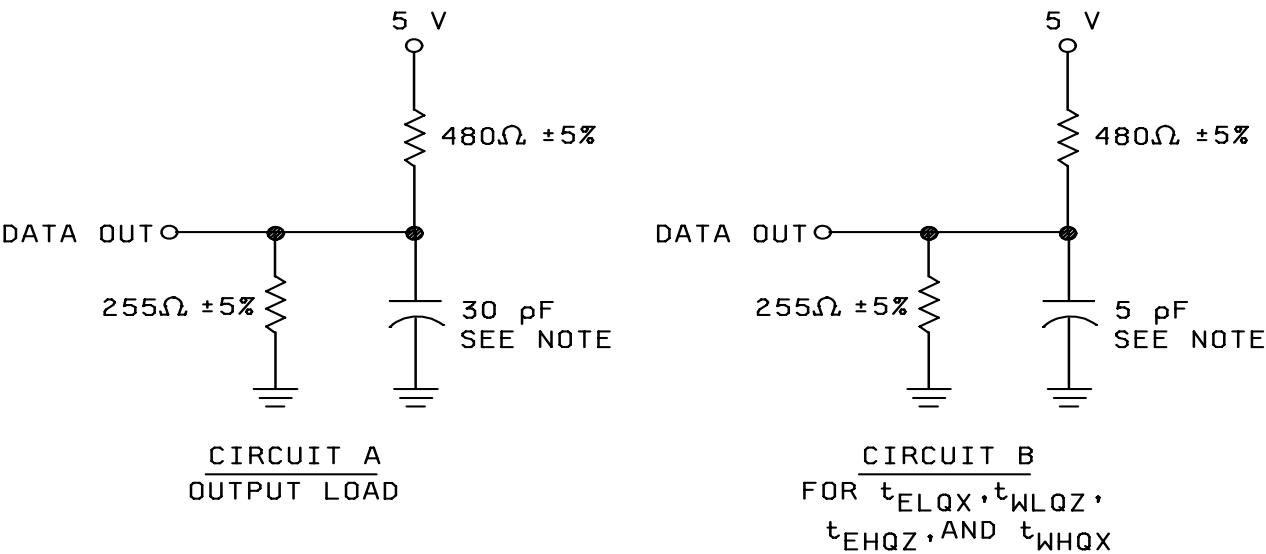 5 V
480Ω ±5%
DATA OUT
255Ω ±5%
30 pF
SEE NOTE
CIRCUIT A
OUTPUT LOAD
5 V
480Ω ±5%
DATA OUT
255Ω ±5%
5 pF
SEE NOTE
CIRCUIT B
FOR tELQX,tWLQZ,
tEHQZ,AND tWHQX